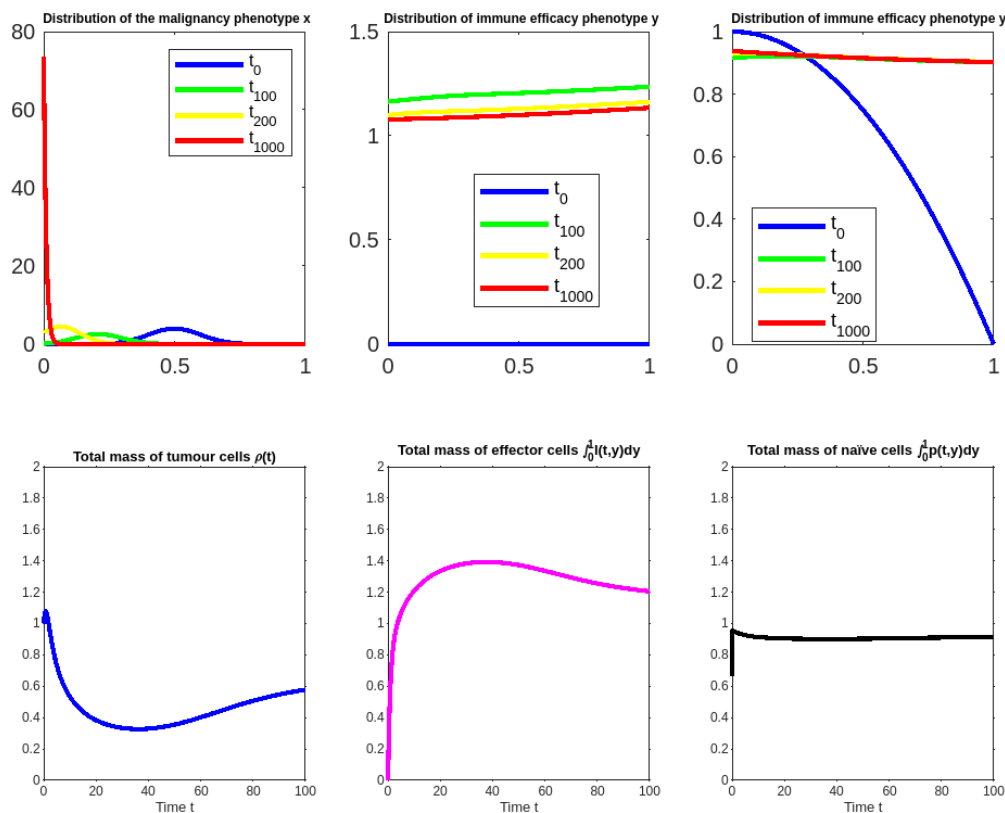 Distribution of the malignancy phenotype x
80
60
40
20
0
0
0.5
1
t0
t100
t200
t1000
Distribution of immune efficacy phenotype y
1.5
1
0.5
0
0
0.5
1
t0
t100
t200
t1000
Distribution of immune efficacy phenotype y
1
0.8
0.6
0.4
0.2
0
0
0.5
1
t0
t100
t200
t1000
Total mass of tumour cells ρ(t)
2
1.8
1.6
1.4
1.2
1
0.8
0.6
0.4
0.2
0
0 20 40 60 80 100
Time t
Total mass of effector cells ∫₀¹l(t,y)dy
2
1.8
1.6
1.4
1.2
1
0.8
0.6
0.4
0.2
0
0 20 40 60 80 100
Time t
Total mass of naïve cells ∫₀¹p(t,y)dy
2
1.8
1.6
1.4
1.2
1
0.8
0.6
0.4
0.2
0
0 20 40 60 80 100
Time t